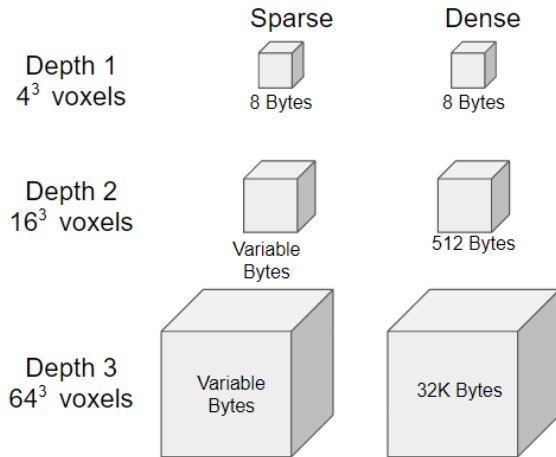 Sparse Dense
Depth 1
4³ voxels
8 Bytes 8 Bytes
Depth 2
16³ voxels
Variable
Bytes
512 Bytes
Depth 3
64³ voxels
Variable
Bytes
32K Bytes